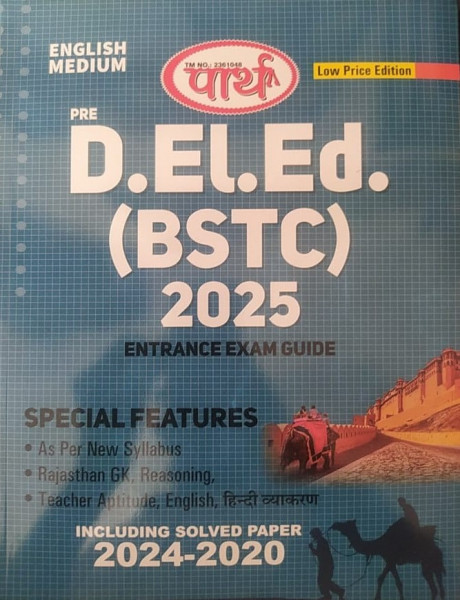 ENGLISH
MEDIUM
TM NO.: 2361048
पार्थ
Low Price Edition
PRE
D.El.Ed.
(BSTC)
2025
ENTRANCE EXAM GUIDE
SPECIAL FEATURES
• As Per New Syllabus
• Rajasthan GK, Reasoning,
• Teacher Aptitude, English, हिन्दी व्याकरण
INCLUDING SOLVED PAPER
2024-2020